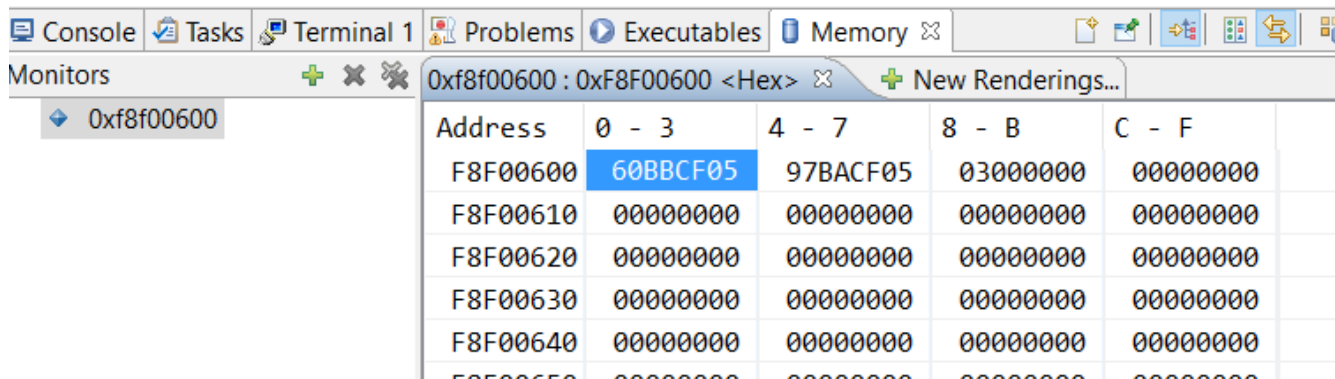 Console Tasks Terminal 1 Problems Executables Memory
Monitors
0xf8f00600 : 0xF8F00600 <Hex> New Renderings...
0xf8f00600
Address 0 - 3 4 - 7 8 - B C - F
F8F00600 60BBCF05 97BACF05 03000000 00000000
F8F00610 00000000 00000000 00000000 00000000
F8F00620 00000000 00000000 00000000 00000000
F8F00630 00000000 00000000 00000000 00000000
F8F00640 00000000 00000000 00000000 00000000